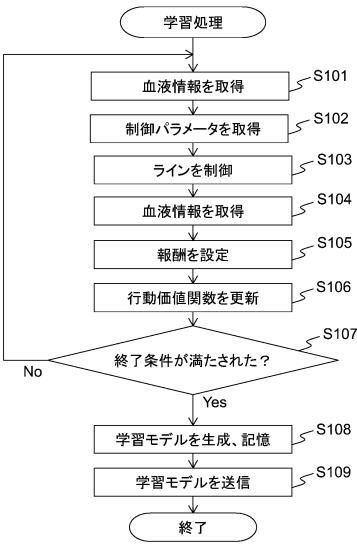 学習処理
血液情報を取得 S101
制御パラメータを取得 S102
ラインを制御 S103
血液情報を取得 S104
報酬を設定 S105
行動価値関数を更新 S106
終了条件が満たされた？ S107
No
Yes
学習モデルを生成、記憶 S108
学習モデルを送信 S109
終了